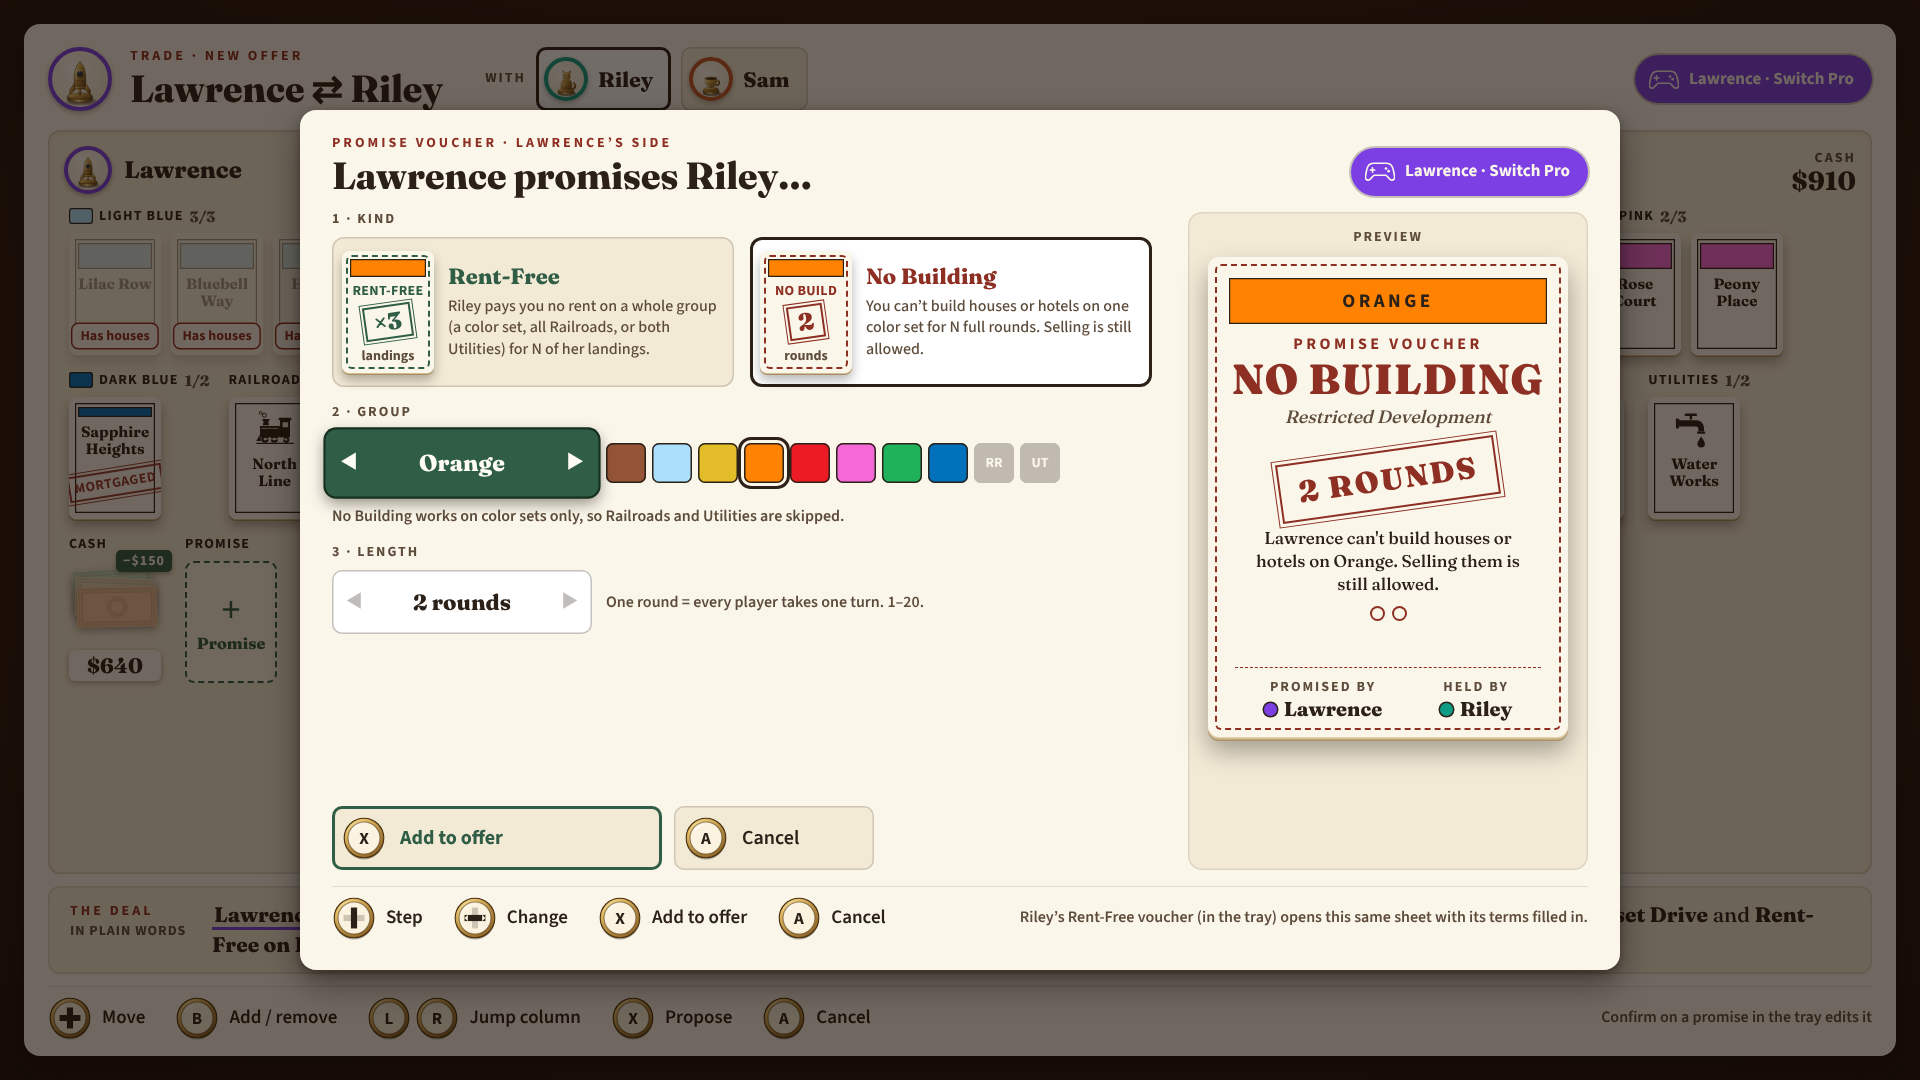 TRADE · NEW OFFER
Lawrence ⇄ Riley
WITH
Riley
Sam
Lawrence · Switch Pro
Lawrence
CASH
$910
LIGHT BLUE 3/3
Lilac Row
Bluebell
Way
Has houses
Has houses
Has
DARK BLUE 1/2
RAILROAD
Sapphire
Heights
MORTGAGED
North
Line
CASH
−$150
$640
PROMISE
+
Promise
PINK 2/3
Rose
Court
Peony
Place
UTILITIES 1/2
Water
Works
PROMISE VOUCHER · LAWRENCE’S SIDE
Lawrence promises Riley…
Lawrence · Switch Pro
1 · KIND
RENT-FREE
×3
landings
Rent-Free
Riley pays you no rent on a whole group
(a color set, all Railroads, or both
Utilities) for N of her landings.
NO BUILD
2
rounds
No Building
You can’t build houses or hotels on one
color set for N full rounds. Selling is still
allowed.
2 · GROUP
◀ Orange ▶
RR
UT
No Building works on color sets only, so Railroads and Utilities are skipped.
3 · LENGTH
◀ 2 rounds ▶
One round = every player takes one turn. 1–20.
PREVIEW
ORANGE
PROMISE VOUCHER
NO BUILDING
Restricted Development
2 ROUNDS
Lawrence can't build houses or
hotels on Orange. Selling them is
still allowed.
PROMISED BY
Lawrence
HELD BY
Riley
X Add to offer
A Cancel
Step
Change
X Add to offer
A Cancel
Riley’s Rent-Free voucher (in the tray) opens this same sheet with its terms filled in.
THE DEAL
IN PLAIN WORDS
Lawrenc
Free on
set Drive and Rent-
Move
B Add / remove
L R Jump column
X Propose
A Cancel
Confirm on a promise in the tray edits it